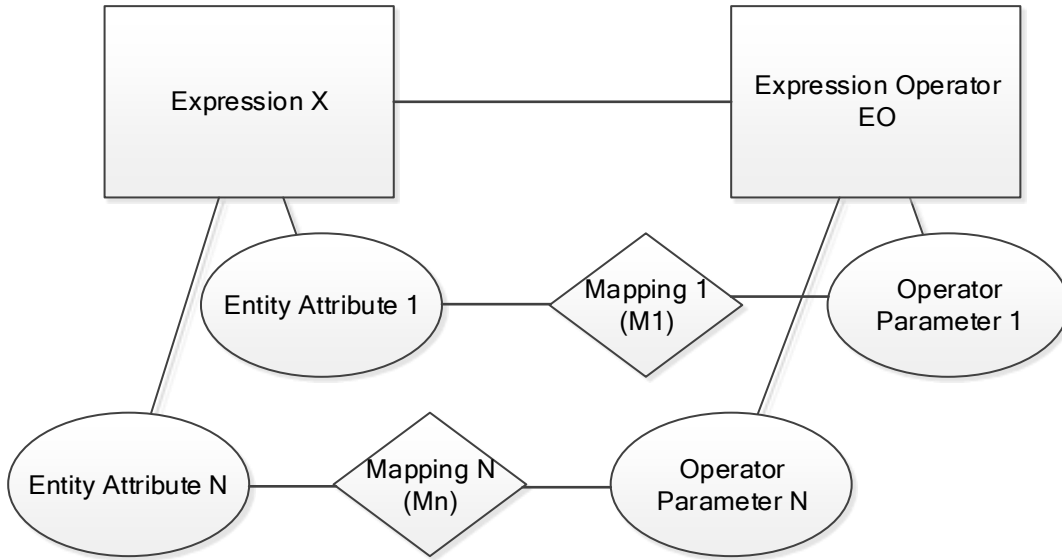 Expression X
Expression Operator
EO
Entity Attribute 1
Mapping 1
(M1)
Operator
Parameter 1
Entity Attribute N
Mapping N
(Mn)
Operator
Parameter N